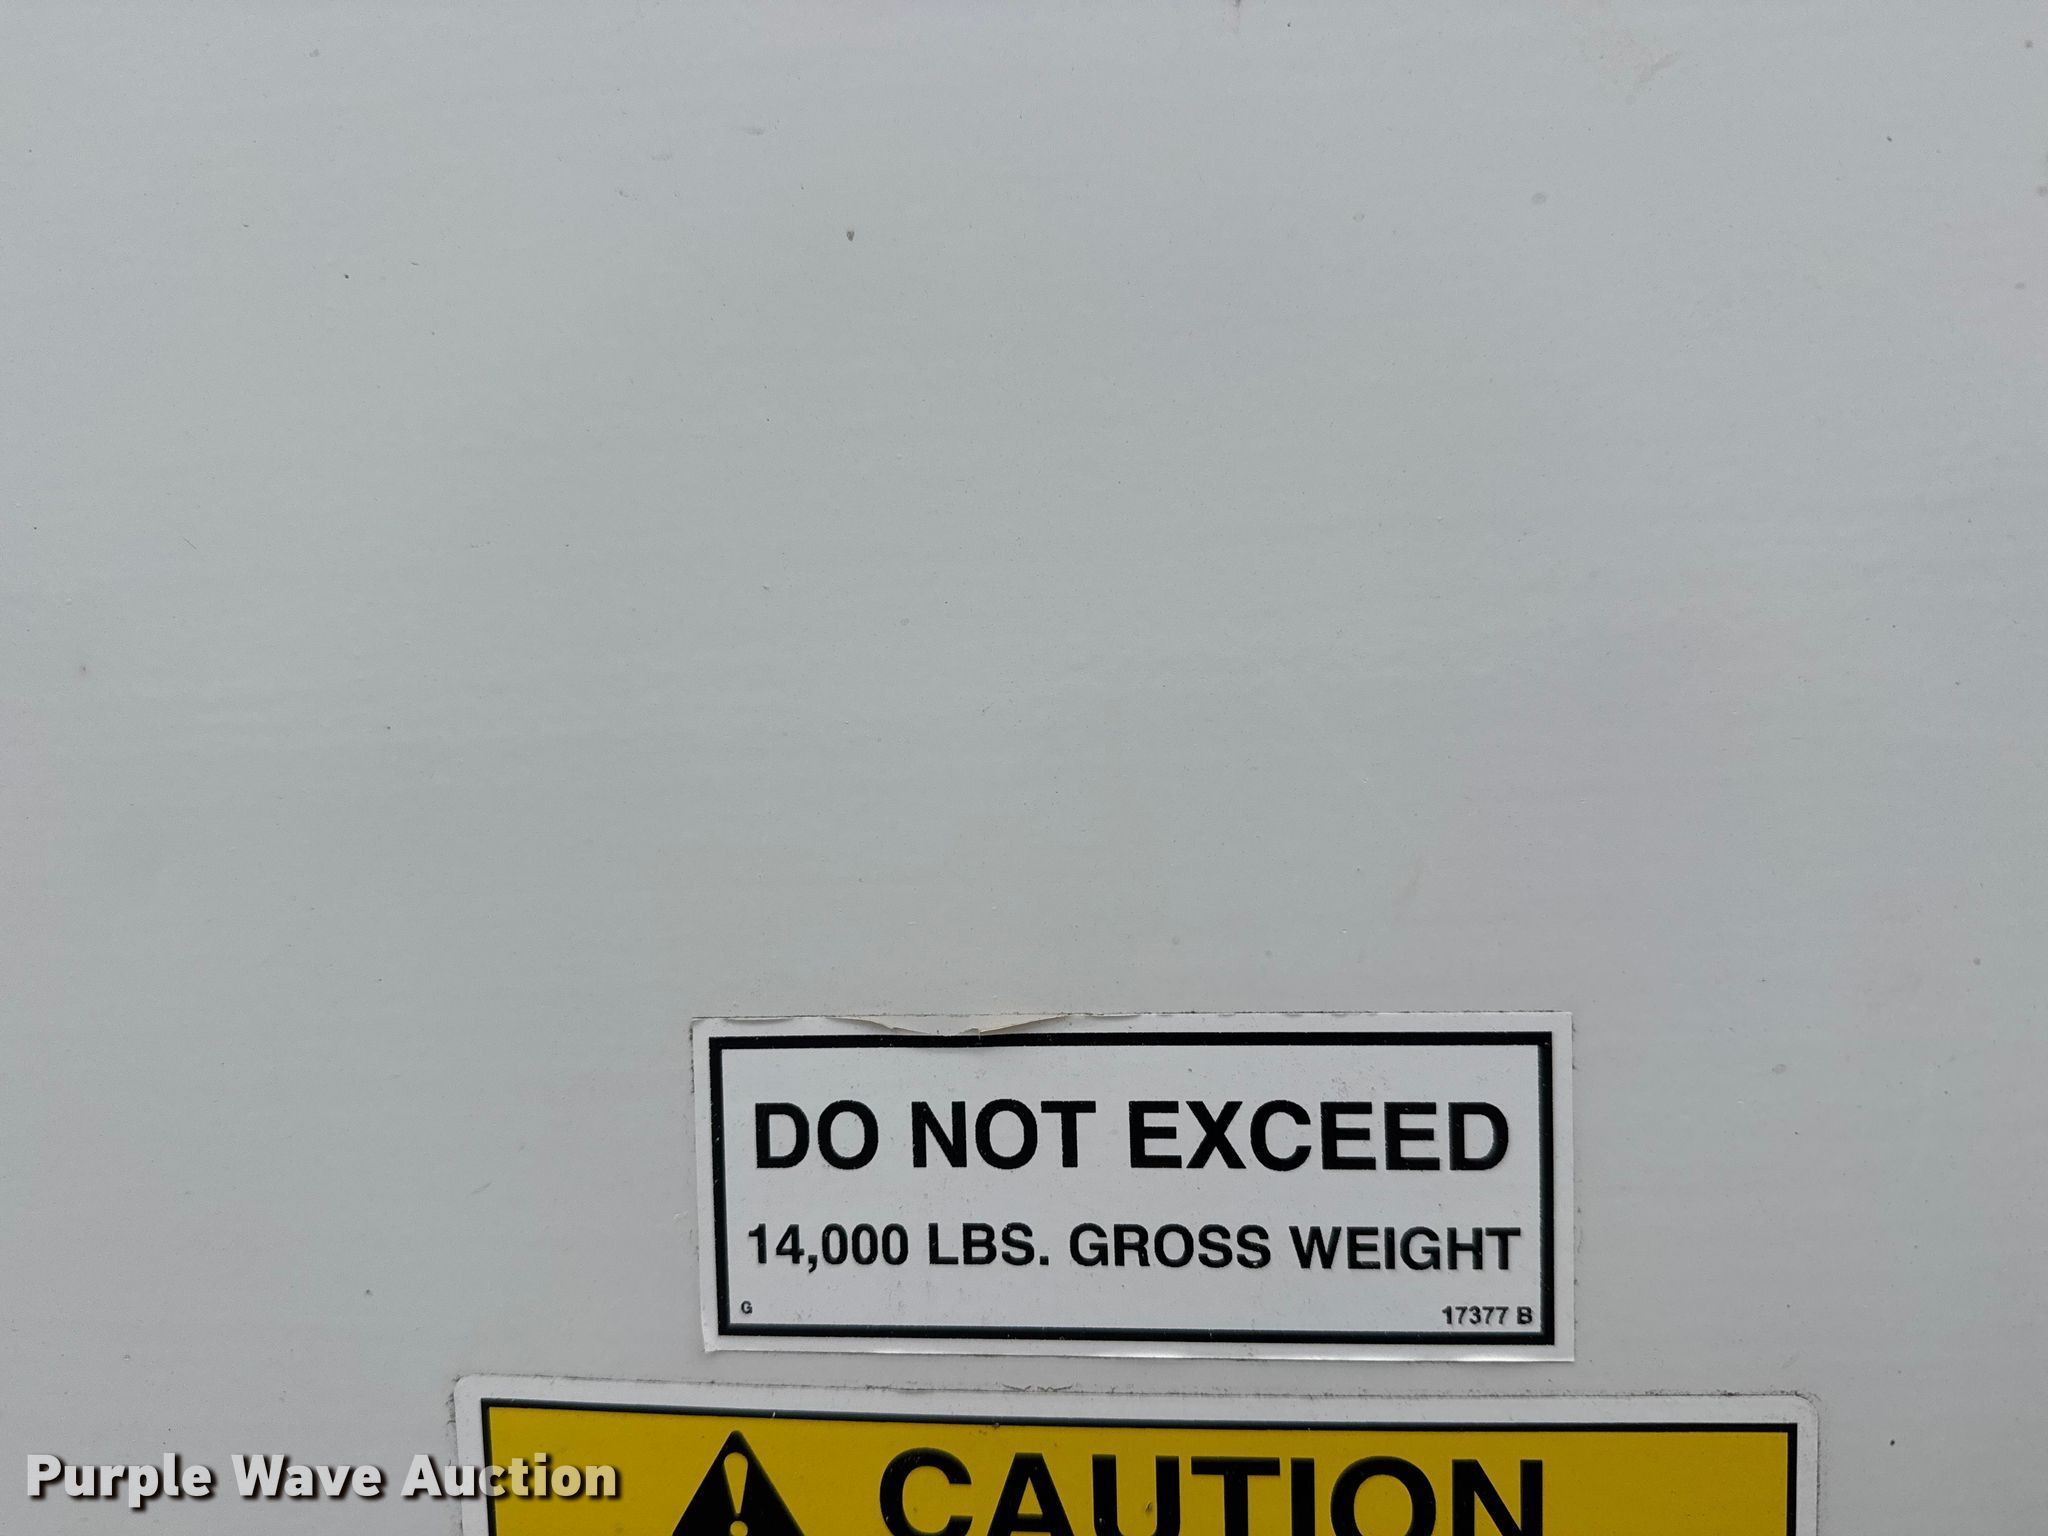 DO NOT EXCEED
14,000 LBS. GROSS WEIGHT
G 17377 B
CAUTION
Purple Wave Auction